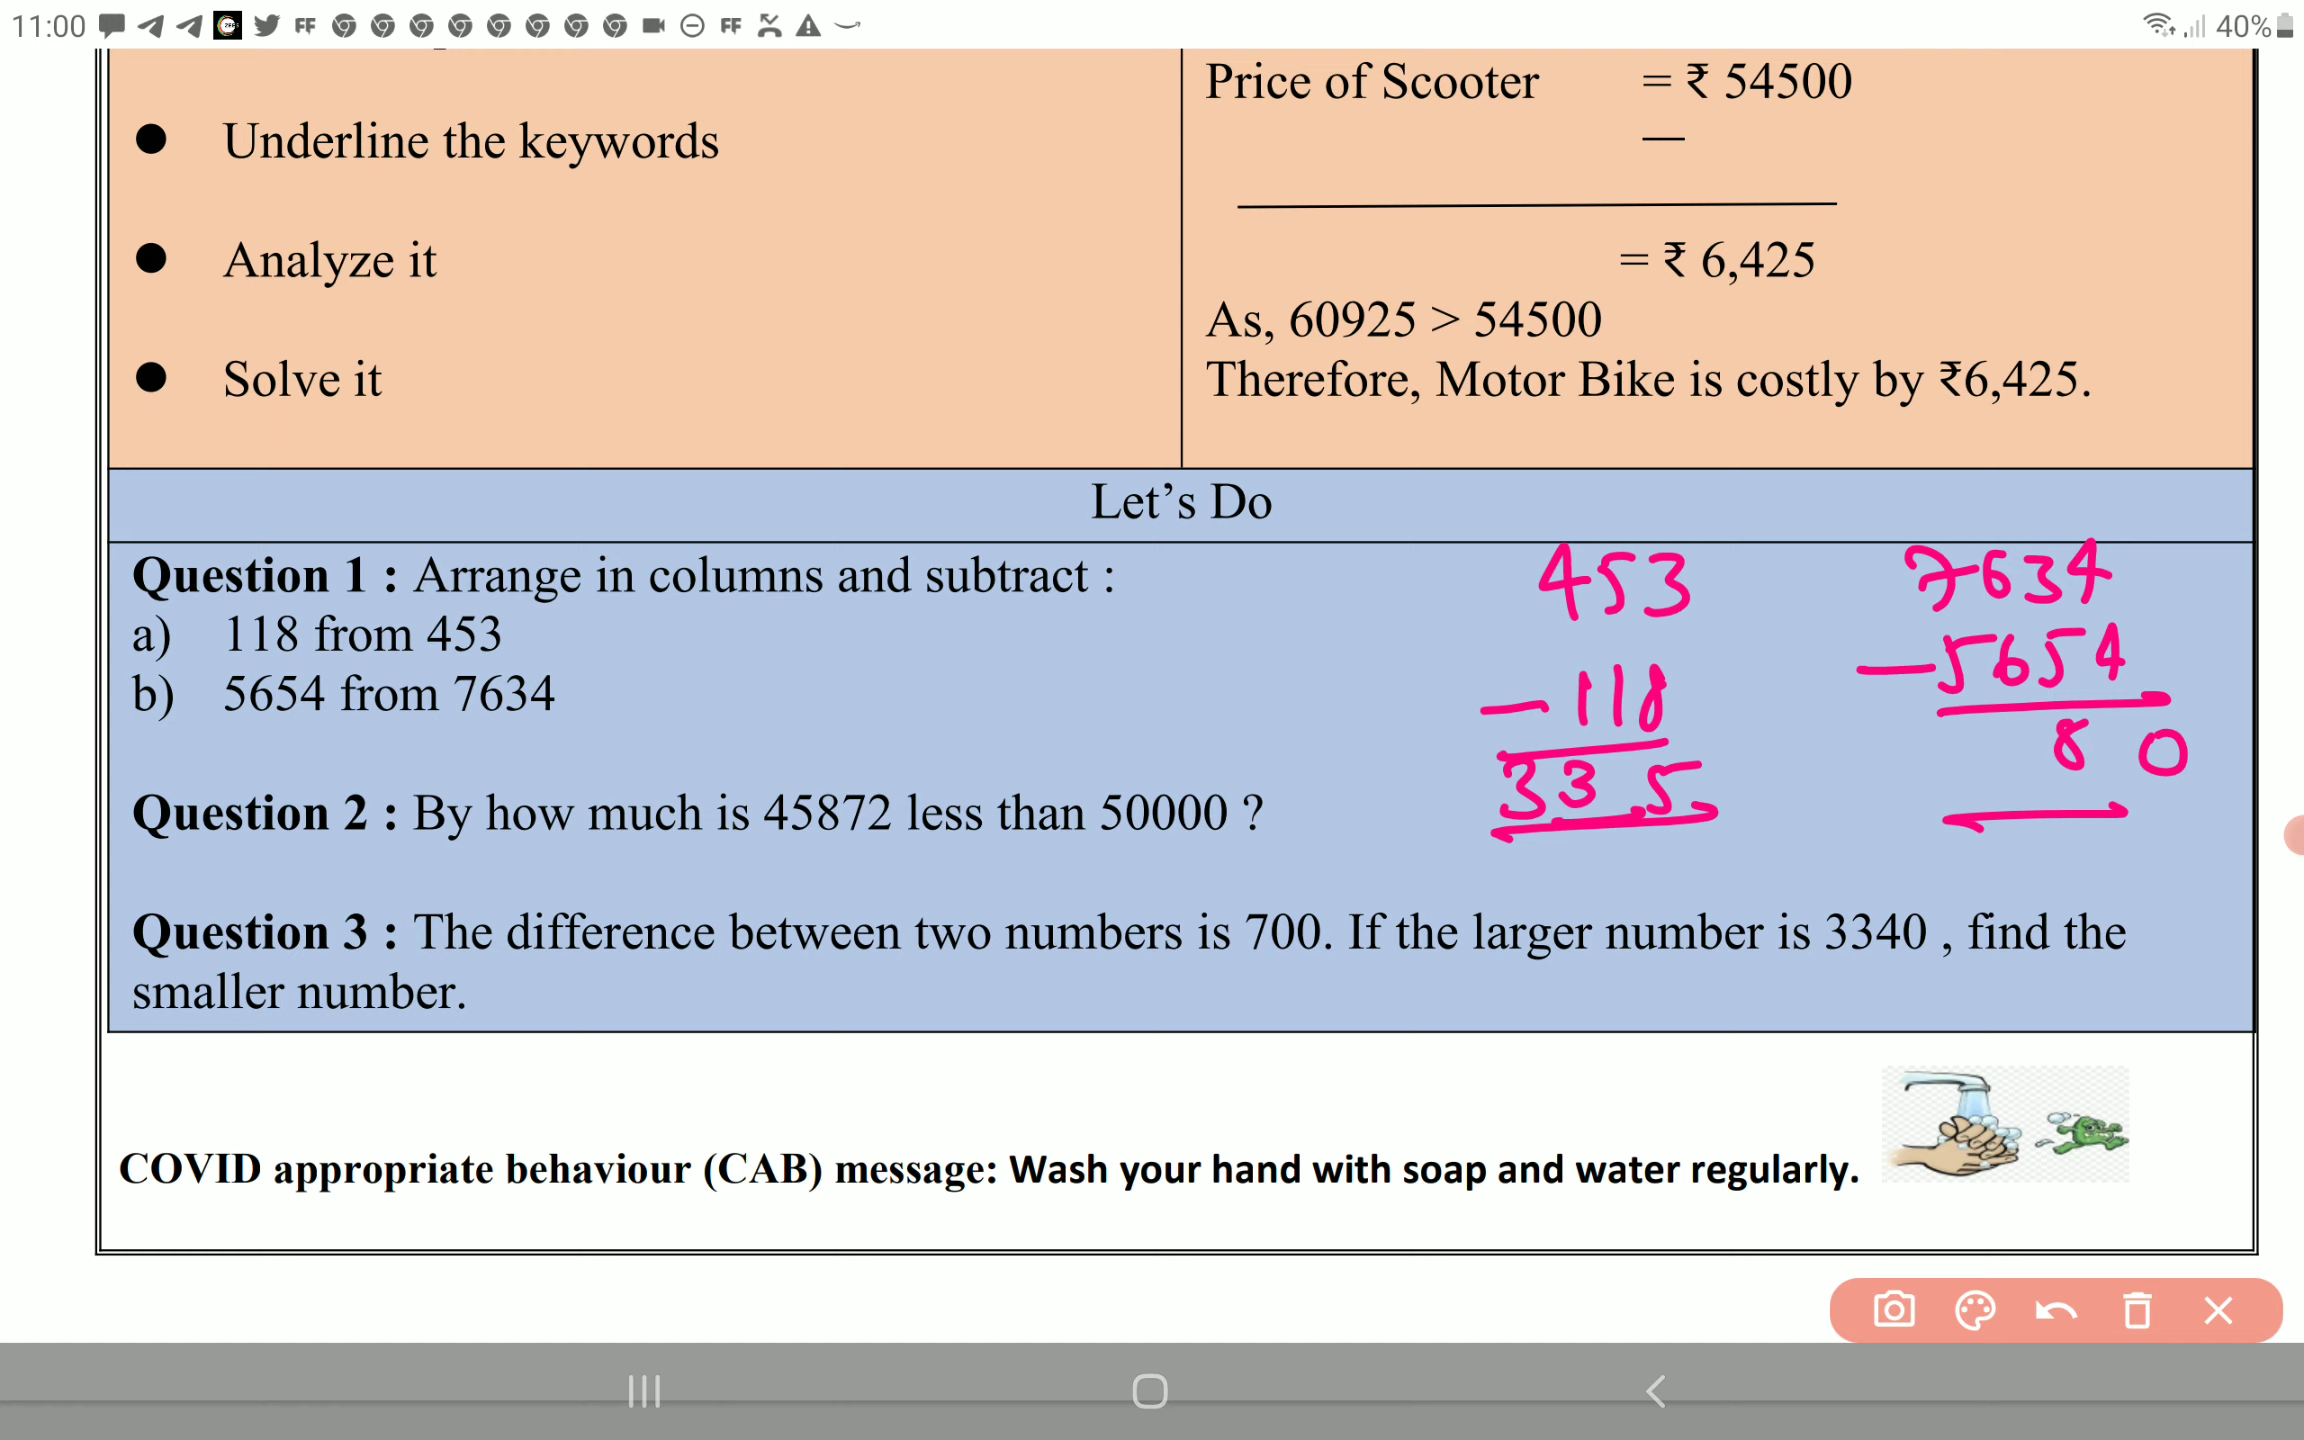 11:00
40%
Underline the keywords
Analyze it
Solve it
Price of Scooter = ₹ 54500
—
= ₹ 6,425
As, 60925 > 54500
Therefore, Motor Bike is costly by ₹6,425.
Let’s Do
Question 1 : Arrange in columns and subtract :
a) 118 from 453
b) 5654 from 7634
453
- 118
335
7634
- 5654
80
Question 2 : By how much is 45872 less than 50000 ?
Question 3 : The difference between two numbers is 700. If the larger number is 3340 , find the
smaller number.
COVID appropriate behaviour (CAB) message: Wash your hand with soap and water regularly.